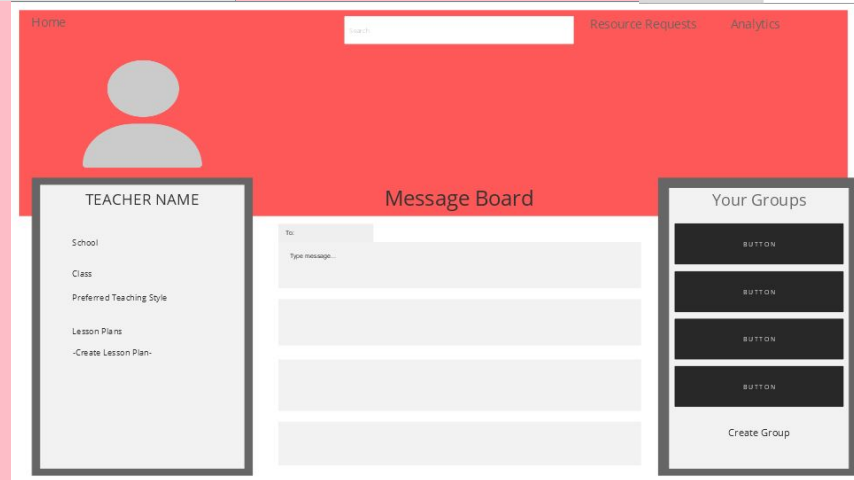 Home
Search
Resource Requests
Analytics
TEACHER NAME
School
Class
Preferred Teaching Style
Lesson Plans
-Create Lesson Plan-
Message Board
To:
Type message...
Your Groups
BUTTON
BUTTON
BUTTON
BUTTON
Create Group